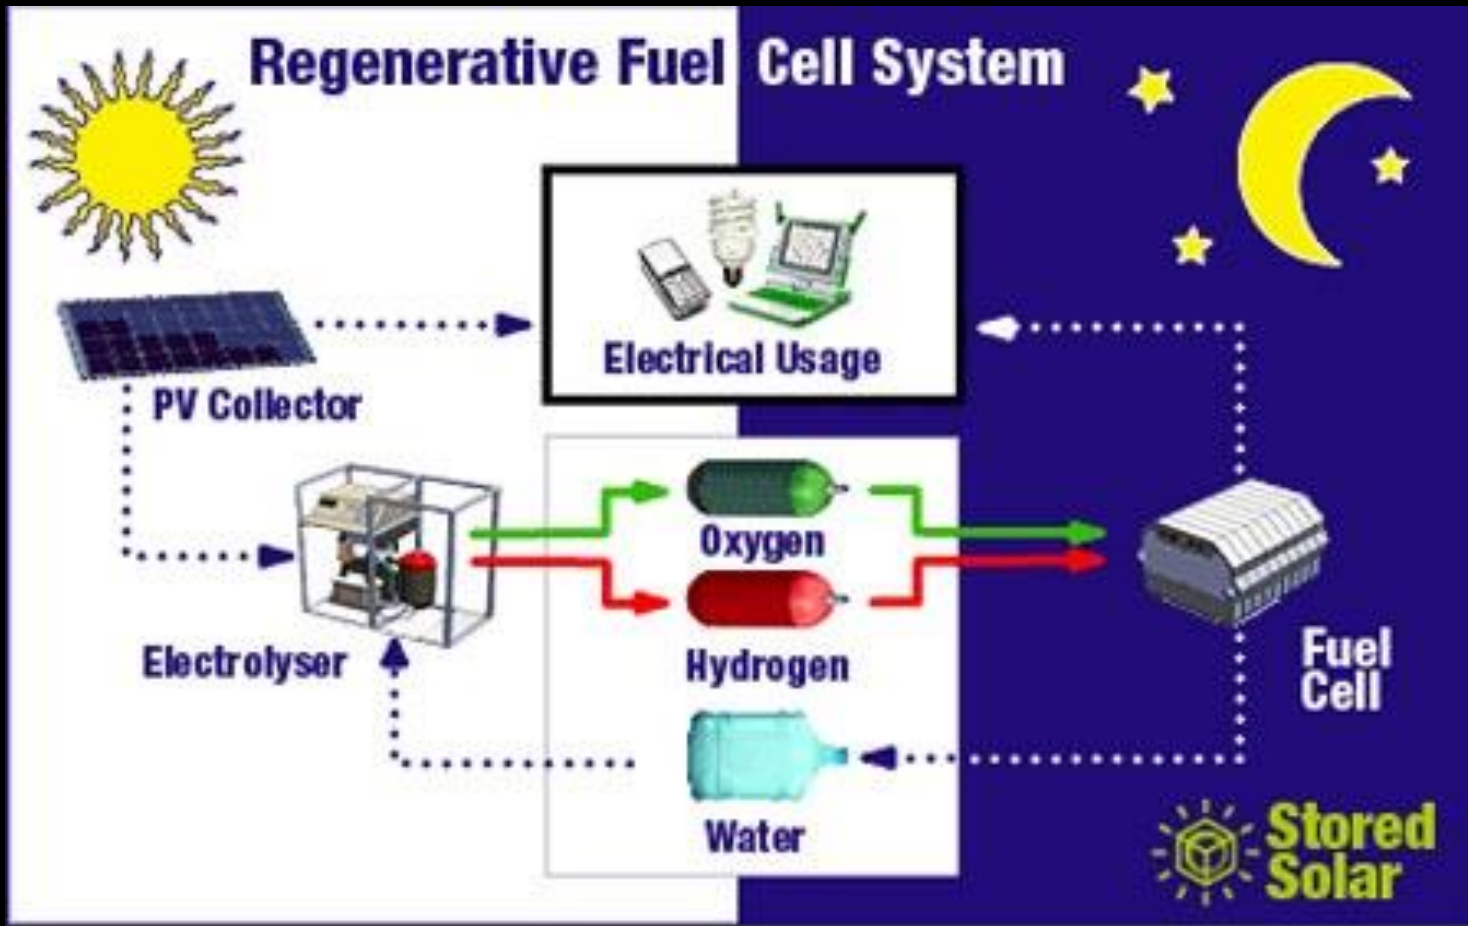 Regenerative Fuel Cell System
Electrical Usage
PV Collector
Oxygen
Electrolyser
Hydrogen
Fuel
Cell
Water
Stored
Solar